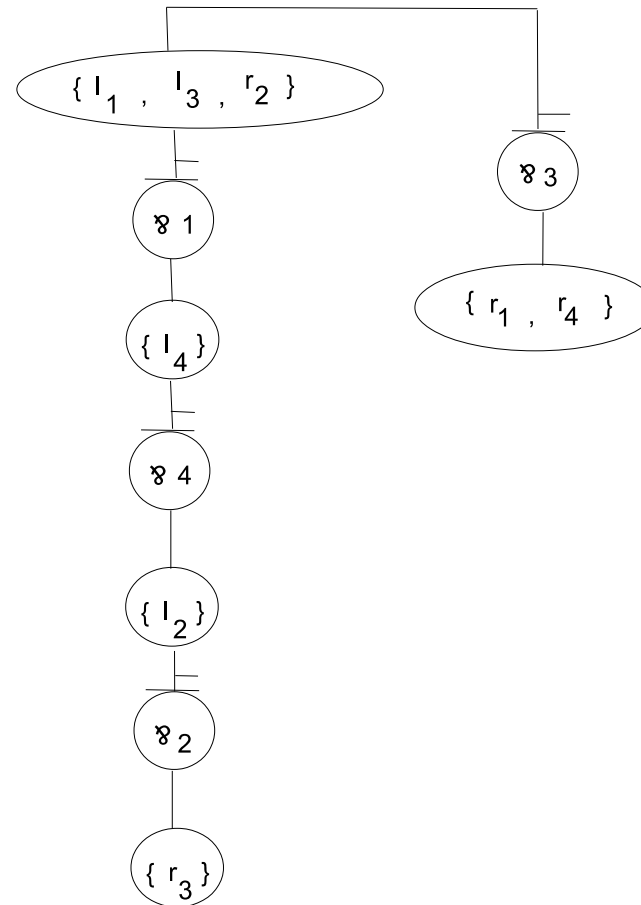 { l₁ , l₃ , r₂ }
⅋ 3
⅋ 1
{ r₁ , r₄ }
{ l₄ }
⅋ 4
{ l₂ }
⅋ 2
{ r₃ }